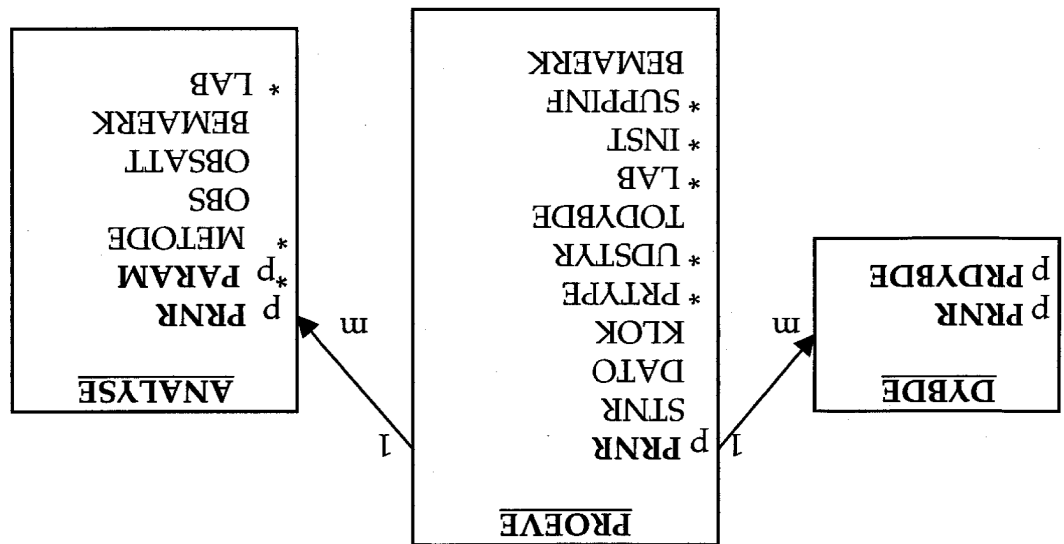 DYBDE
p PRNR
p PRDYBDE
1
m
PROEVE
p PRNR
STNR
DATO
KLOK
* PRTYPE
* UDSTYR
TODYBDE
* LAB
* INST
* SUPPINF
BEMAERK
1
m
ANALYSE
p PRNR
*p PARAM
* METODE
OBS
OBSATT
BEMAERK
* LAB